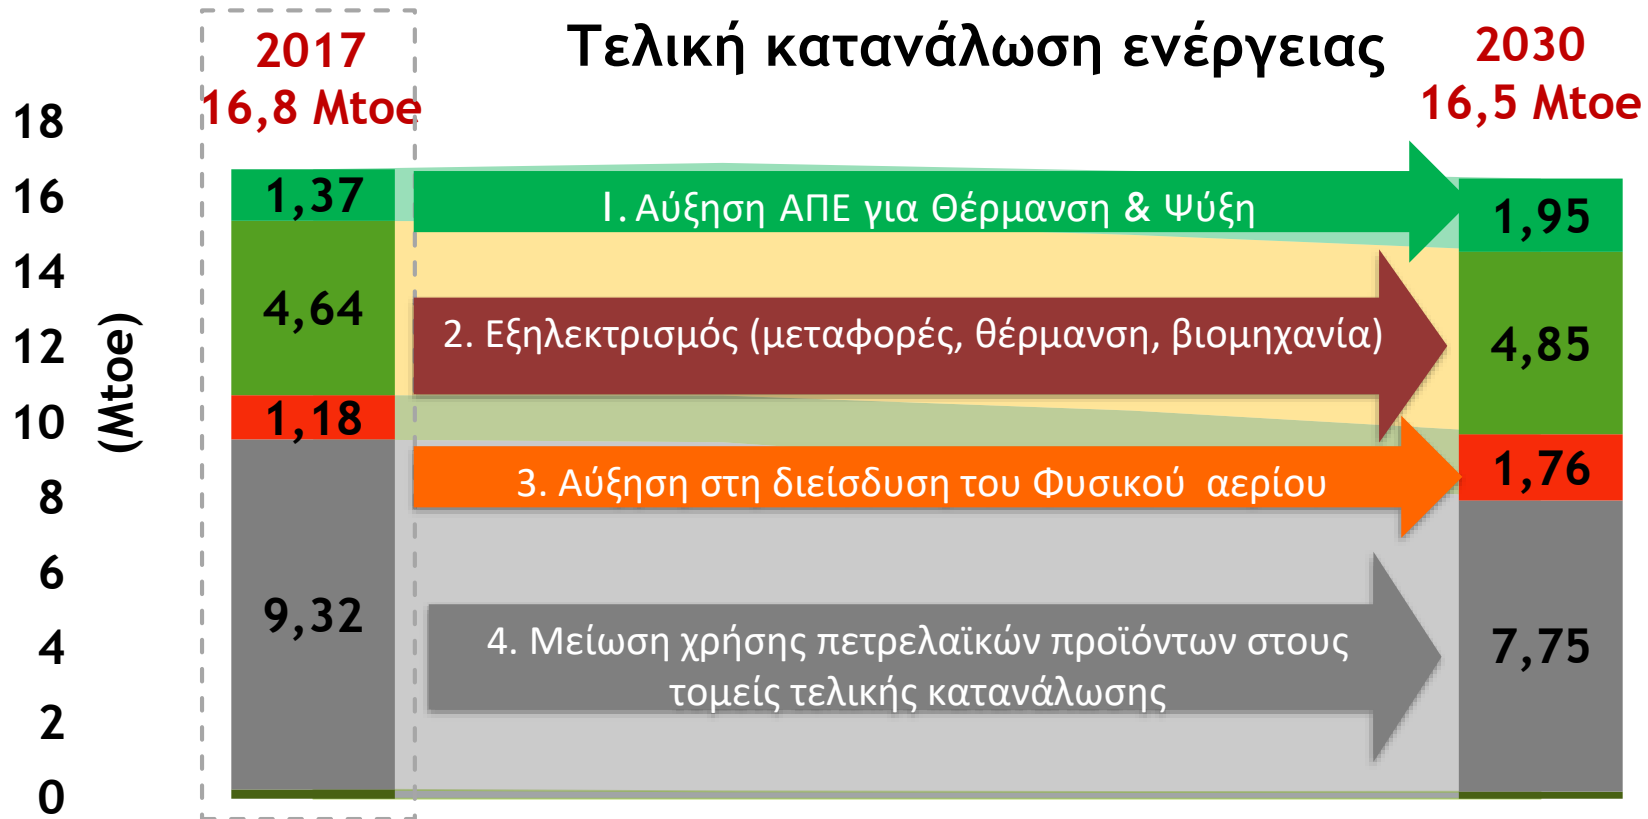 Τελική κατανάλωση ενέργειας
2017
16,8 Mtoe
2030
16,5 Mtoe
18
16
14
12
10
8
6
4
2
0
(Mtoe)
1,37
4,64
1,18
9,32
1. Αύξηση ΑΠΕ για Θέρμανση & Ψύξη
2. Εξηλεκτρισμός (μεταφορές, θέρμανση, βιομηχανία)
3. Αύξηση στη διείσδυση του Φυσικού αερίου
4. Μείωση χρήσης πετρελαϊκών προϊόντων στους
τομείς τελικής κατανάλωσης
1,95
4,85
1,76
7,75